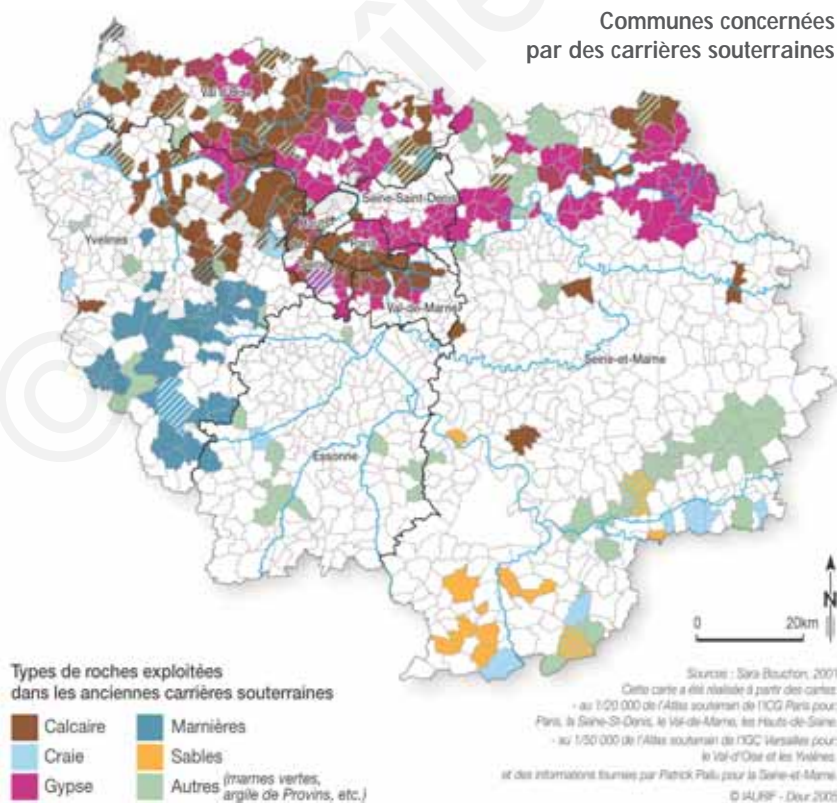 Communes concernées
par des carrières souterraines
Val d'Oise
Seine-Saint-Denis
Paris
Yvelines
Val-de-Marne
Seine-et-Marne
Essonne
N
0 20km
Types de roches exploitées
dans les anciennes carrières souterraines
Calcaire
Craie
Gypse
Marnières
Sables
Autres (marnes vertes,
argile de Provins, etc.)
Sources : Sara Bouchon, 2001
Cette carte a été réalisée à partir des cartes:
- au 1/20 000 de l'Atlas souterrain de l'ICG Paris pour:
Paris, la Seine-St-Denis, le Val-de-Marne, les Hauts-de-Seine.
- au 1/50 000 de l'Atlas souterrain de l'IGC Versailles pour:
le Val-d'Oise et les Yvelines.
et des informations fournies par Patrick Pallu pour la Seine-et-Marne.
© IAURIF - Diour 2005